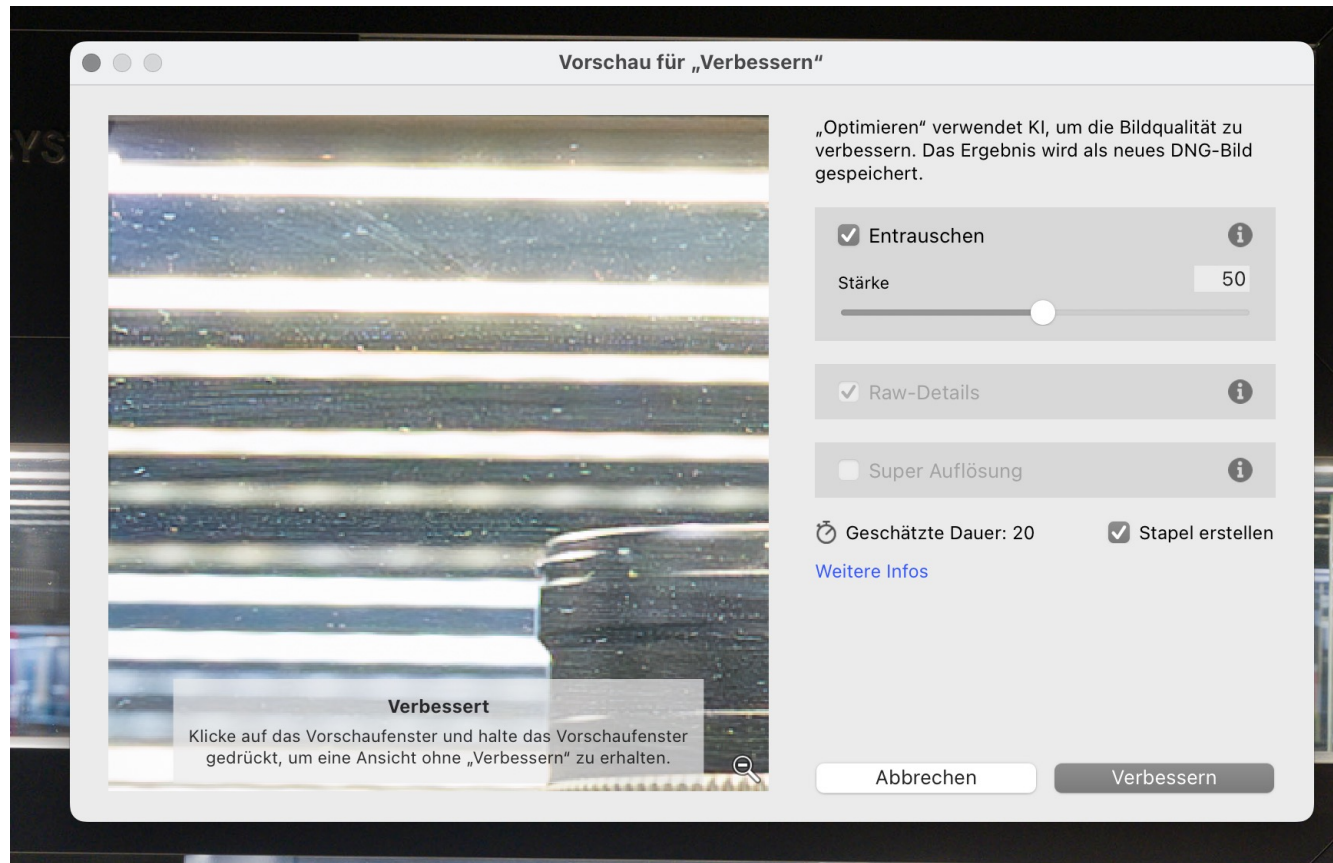 Vorschau für „Verbessern“
YS
„Optimieren“ verwendet KI, um die Bildqualität zu
verbessern. Das Ergebnis wird als neues DNG-Bild
gespeichert.
Entrauschen
Stärke
50
Raw-Details
Super Auflösung
Geschätzte Dauer: 20
Stapel erstellen
Weitere Infos
Verbessert
Klicke auf das Vorschaufenster und halte das Vorschaufenster
gedrückt, um eine Ansicht ohne „Verbessern“ zu erhalten.
Abbrechen
Verbessern